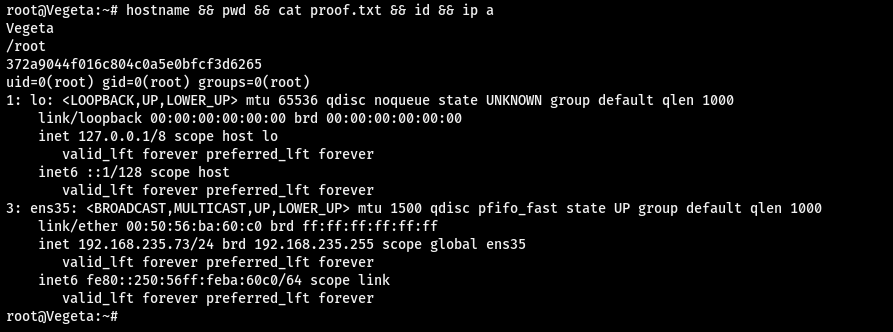 root@Vegeta:~# hostname && pwd && cat proof.txt && id && ip a
Vegeta
/root
372a9044f016c804c0a5e0bfcf3d6265
uid=0(root) gid=0(root) groups=0(root)
1: lo: <LOOPBACK,UP,LOWER_UP> mtu 65536 qdisc noqueue state UNKNOWN group default qlen 1000
    link/loopback 00:00:00:00:00:00 brd 00:00:00:00:00:00
    inet 127.0.0.1/8 scope host lo
       valid_lft forever preferred_lft forever
    inet6 ::1/128 scope host
       valid_lft forever preferred_lft forever
3: ens35: <BROADCAST,MULTICAST,UP,LOWER_UP> mtu 1500 qdisc pfifo_fast state UP group default qlen 1000
    link/ether 00:50:56:ba:60:c0 brd ff:ff:ff:ff:ff:ff
    inet 192.168.235.73/24 brd 192.168.235.255 scope global ens35
       valid_lft forever preferred_lft forever
    inet6 fe80::250:56ff:feba:60c0/64 scope link
       valid_lft forever preferred_lft forever
root@Vegeta:~#